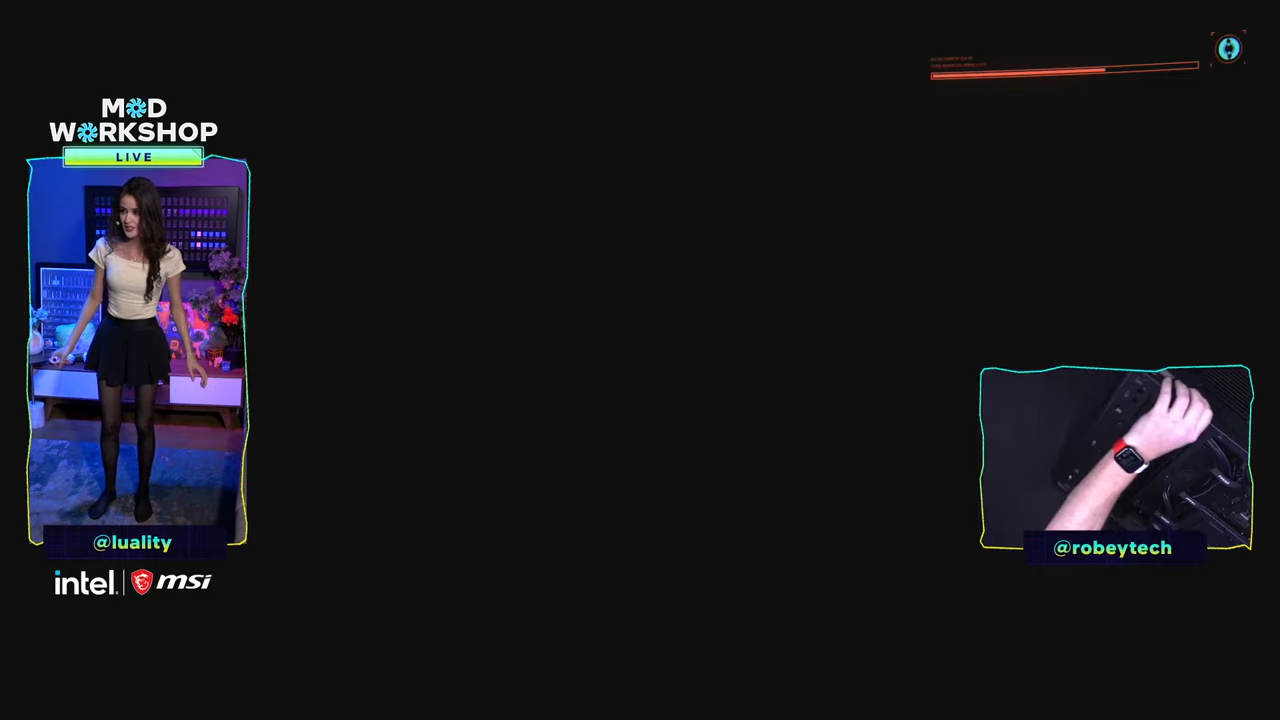 MOD
WORKSHOP
LIVE
@luality
intel. msi
@robeytech